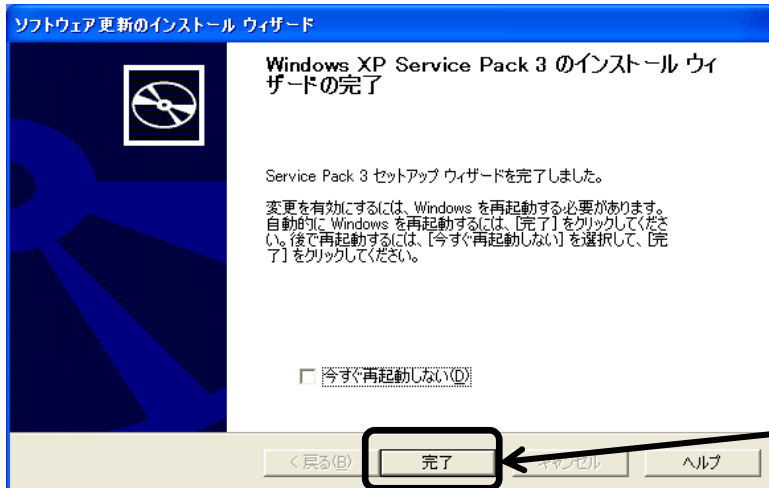 ソフトウェア更新のインストール ウィザード
Windows XP Service Pack 3 のインストール ウィ
ザードの完了
Service Pack 3 セットアップ ウィザードを完了しました。
変更を有効にするには、Windows を再起動する必要があります。
自動的に Windows を再起動するには、[完了] をクリックしてくださ
い。後で再起動するには、[今すぐ再起動しない] を選択して、[完
了] をクリックしてください。
今すぐ再起動しない(D)
< 戻る(B) 完了 キャンセル ヘルプ